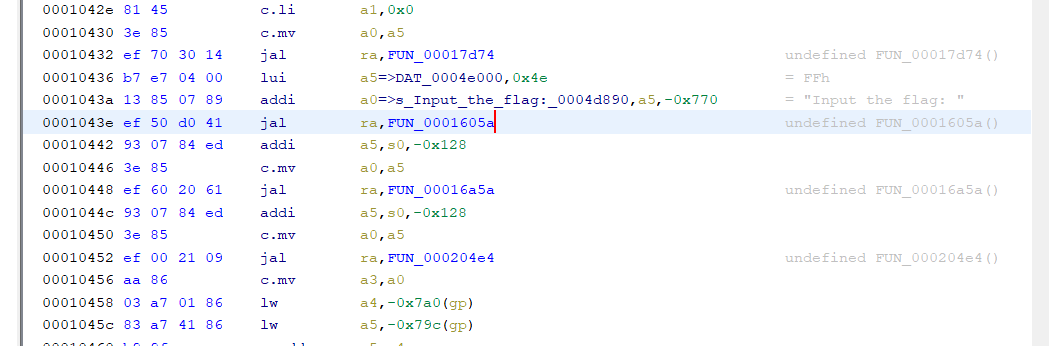 0001042e 81 45 c.li a1,0x0
00010430 3e 85 c.mv a0,a5
00010432 ef 70 30 14 jal ra,FUN_00017d74 undefined FUN_00017d74()
00010436 b7 e7 04 00 lui a5=>DAT_0004e000,0x4e = FFh
0001043a 13 85 07 89 addi a0=>s_Input_the_flag:_0004d890,a5,-0x770 = "Input the flag: "
0001043e ef 50 d0 41 jal ra,FUN_0001605a undefined FUN_0001605a()
00010442 93 07 84 ed addi a5,s0,-0x128
00010446 3e 85 c.mv a0,a5
00010448 ef 60 20 61 jal ra,FUN_00016a5a undefined FUN_00016a5a()
0001044c 93 07 84 ed addi a5,s0,-0x128
00010450 3e 85 c.mv a0,a5
00010452 ef 00 21 09 jal ra,FUN_000204e4 undefined FUN_000204e4()
00010456 aa 86 c.mv a3,a0
00010458 03 a7 01 86 lw a4,-0x7a0(gp)
0001045c 83 a7 41 86 lw a5,-0x79c(gp)